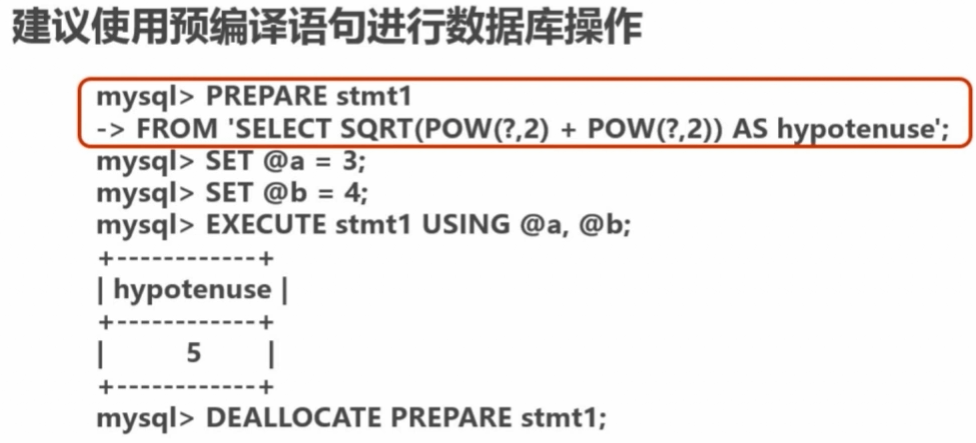 建议使用预编译语句进行数据库操作
mysql> PREPARE stmt1
-> FROM 'SELECT SQRT(POW(?,2) + POW(?,2)) AS hypotenuse';
mysql> SET @a = 3;
mysql> SET @b = 4;
mysql> EXECUTE stmt1 USING @a, @b;
+------------+
| hypotenuse |
+------------+
|          5 |
+------------+
mysql> DEALLOCATE PREPARE stmt1;